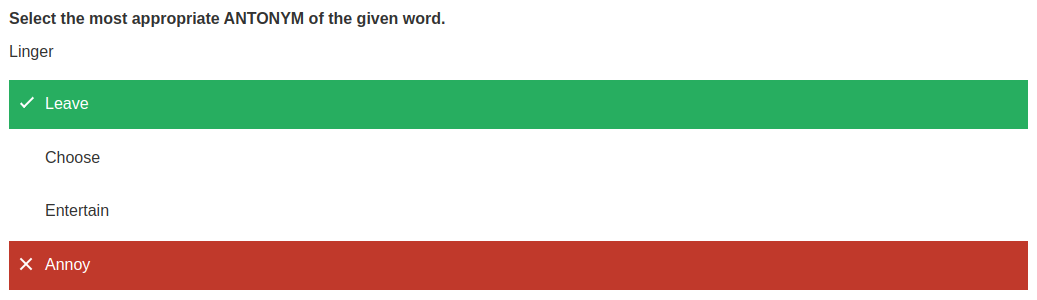 Select the most appropriate ANTONYM of the given word.
Linger
Leave
Choose
Entertain
Annoy